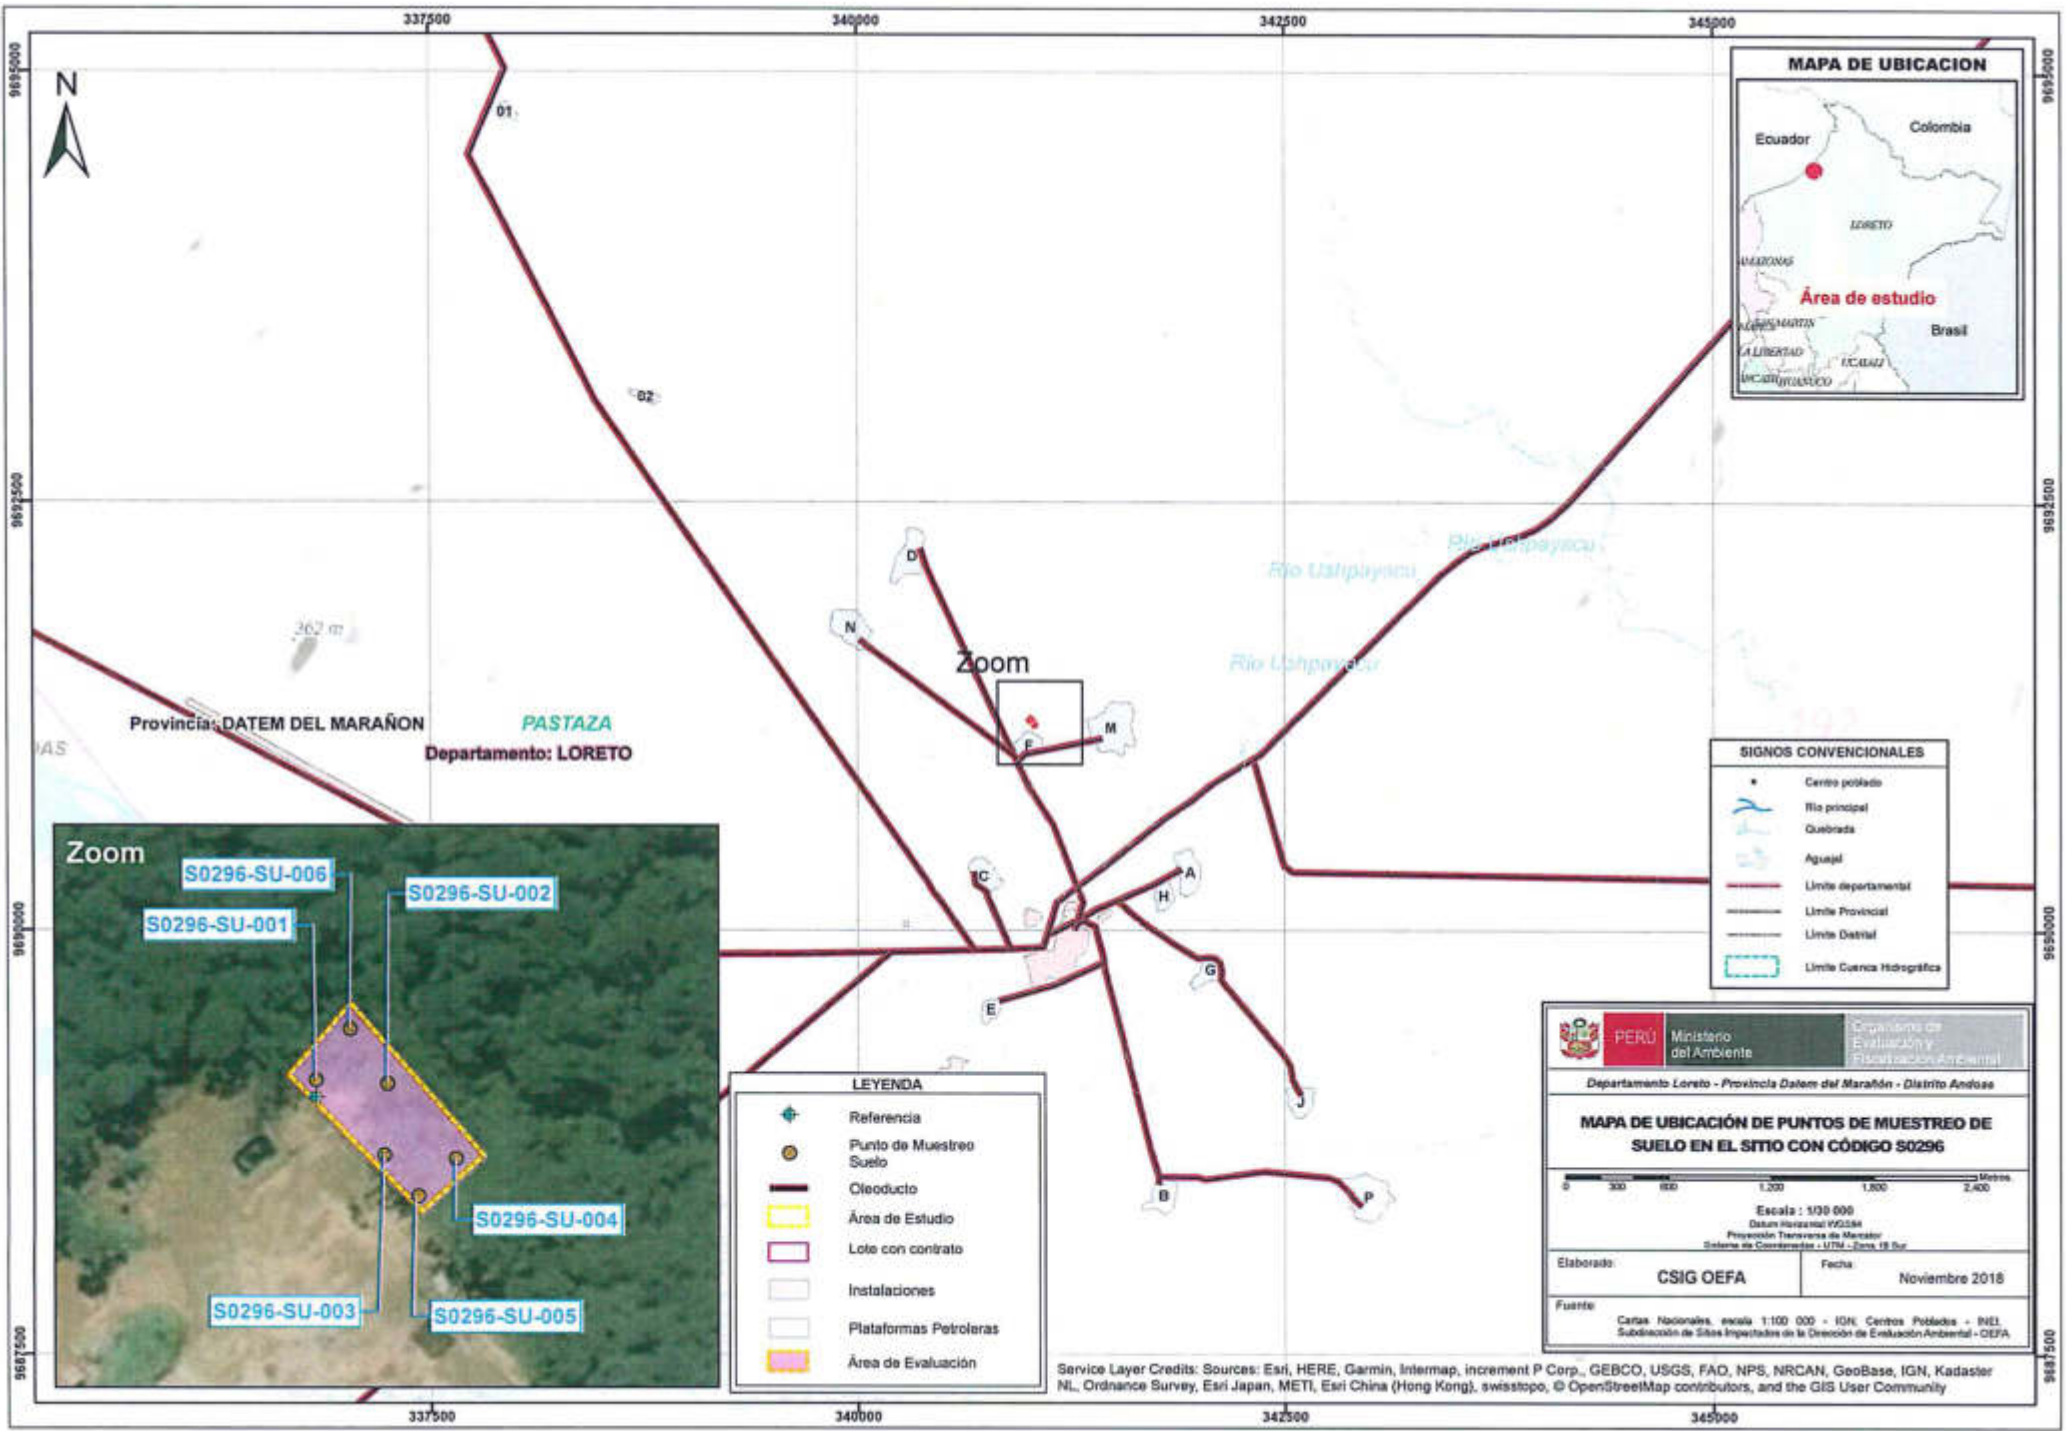 337500
340000
342500
345000
9695000
9695000
N
01
MAPA DE UBICACION
Ecuador
Colombia
LORETO
AMAZONAS
Área de estudio
SAN MARTIN
Brasil
LA LIBERTAD
UCAYALI
HUANUCO
02
9692500
9692500
D
Río Ushpayacu
Río Ushpayacu
N
362 m
Zoom
Río Ushpayacu
Provincia: DATEM DEL MARAÑON
PASTAZA
Departamento: LORETO
F
M
192
SIGNOS CONVENCIONALES
Centro poblado
Río principal
Quebrada
Aguajal
Límite departamental
Límite Provincial
Límite Distrital
Límite Cuenca Hidrográfica
Zoom
S0296-SU-006
S0296-SU-002
S0296-SU-001
S0296-SU-004
S0296-SU-003
S0296-SU-005
C
A
H
9690000
9690000
G
E
J
B
P
LEYENDA
Referencia
Punto de Muestreo
Suelo
Oleoducto
Área de Estudio
Lote con contrato
Instalaciones
Plataformas Petroleras
Área de Evaluación
PERÚ
Ministerio
del Ambiente
Organismo de
Evaluación y
Fiscalización Ambiental
Departamento Loreto - Provincia Datem del Marañón - Distrito Andoas
MAPA DE UBICACIÓN DE PUNTOS DE MUESTREO DE
SUELO EN EL SITIO CON CÓDIGO S0296
0 300 600 1,200 1,800 2,400 Metros
Escala : 1/30 000
Datum Horizontal WGS84
Proyección Transversa de Mercator
Sistema de Coordenadas - UTM - Zona 18 Sur
Elaborado:
CSIG OEFA
Fecha:
Noviembre 2018
Fuente
Cartas Nacionales, escala 1:100 000 - IGN, Centros Poblados - INEI.
Subdirección de Sitios Impactados de la Dirección de Evaluación Ambiental - OEFA
9687500
9687500
Service Layer Credits: Sources: Esri, HERE, Garmin, Intermap, increment P Corp., GEBCO, USGS, FAO, NPS, NRCAN, GeoBase, IGN, Kadaster
NL, Ordnance Survey, Esri Japan, METI, Esri China (Hong Kong), swisstopo, © OpenStreetMap contributors, and the GIS User Community
337500
340000
342500
345000